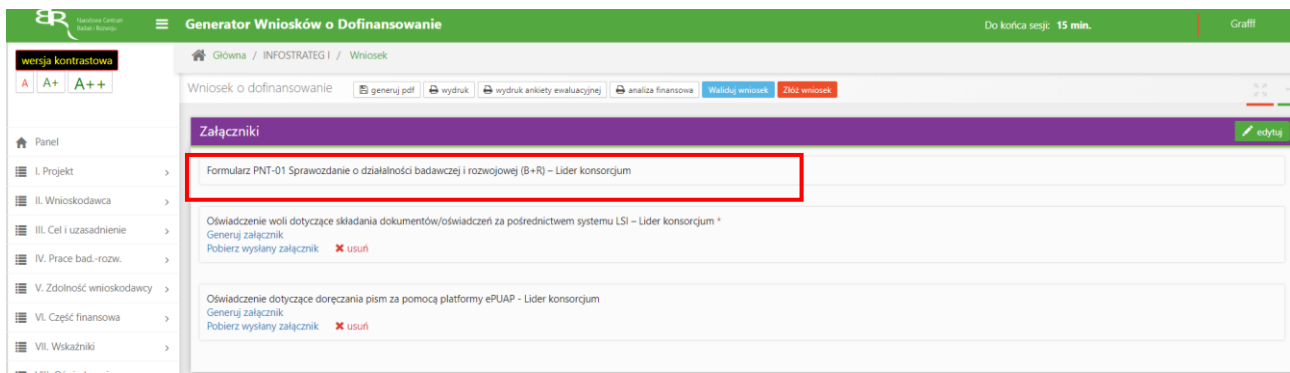 Narodowe Centrum
Badań i Rozwoju
Generator Wniosków o Dofinansowanie
Do końca sesji: 15 min.
Grafff
wersja kontrastowa
A A+ A++
Główna / INFOSTRATEG I / Wniosek
Wniosek o dofinansowanie
generuj pdf
wydruk
wydruk ankiety ewaluacyjnej
analiza finansowa
Waliduj wniosek
Złóż wniosek
Panel
I. Projekt
II. Wnioskodawca
III. Cel i uzasadnienie
IV. Prace bad.-rozw.
V. Zdolność wnioskodawcy
VI. Część finansowa
VII. Wskaźniki
Załączniki
edytuj
Formularz PNT-01 Sprawozdanie o działalności badawczej i rozwojowej (B+R) – Lider konsorcjum
Oświadczenie woli dotyczące składania dokumentów/oświadczeń za pośrednictwem systemu LSI – Lider konsorcjum *
Generuj załącznik
Pobierz wysłany załącznik usuń
Oświadczenie dotyczące doręczania pism za pomocą platformy ePUAP - Lider konsorcjum
Generuj załącznik
Pobierz wysłany załącznik usuń